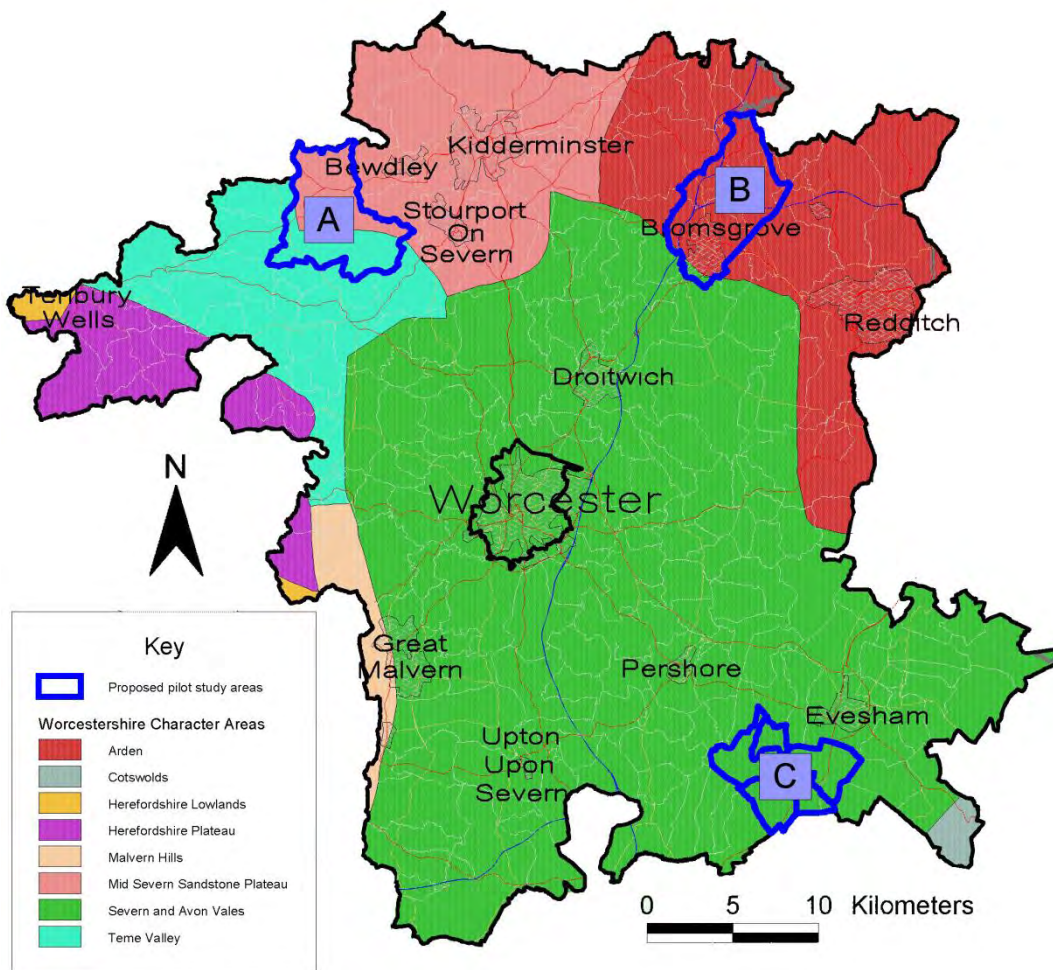 Kidderminster
Bewdley
A
Stourport
On
Severn
B
Bromsgrove
Tenbury
Wells
Redditch
Droitwich
N
Worcester
Great
Malvern
Pershore
Evesham
Upton
Upon
Severn
C
0 5 10 Kilometers
Key
Proposed pilot study areas
Worcestershire Character Areas
Arden
Cotswolds
Herefordshire Lowlands
Herefordshire Plateau
Malvern Hills
Mid Severn Sandstone Plateau
Severn and Avon Vales
Teme Valley